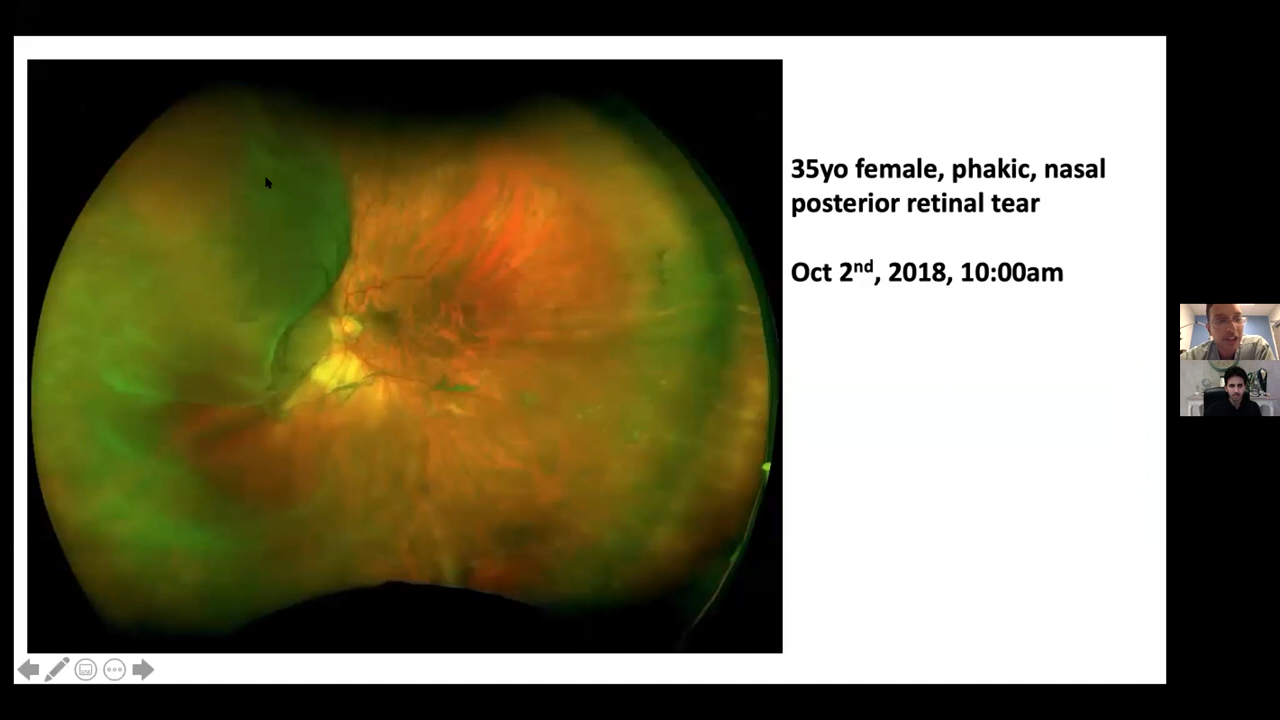 35yo female, phakic, nasal
posterior retinal tear
Oct 2nd, 2018, 10:00am